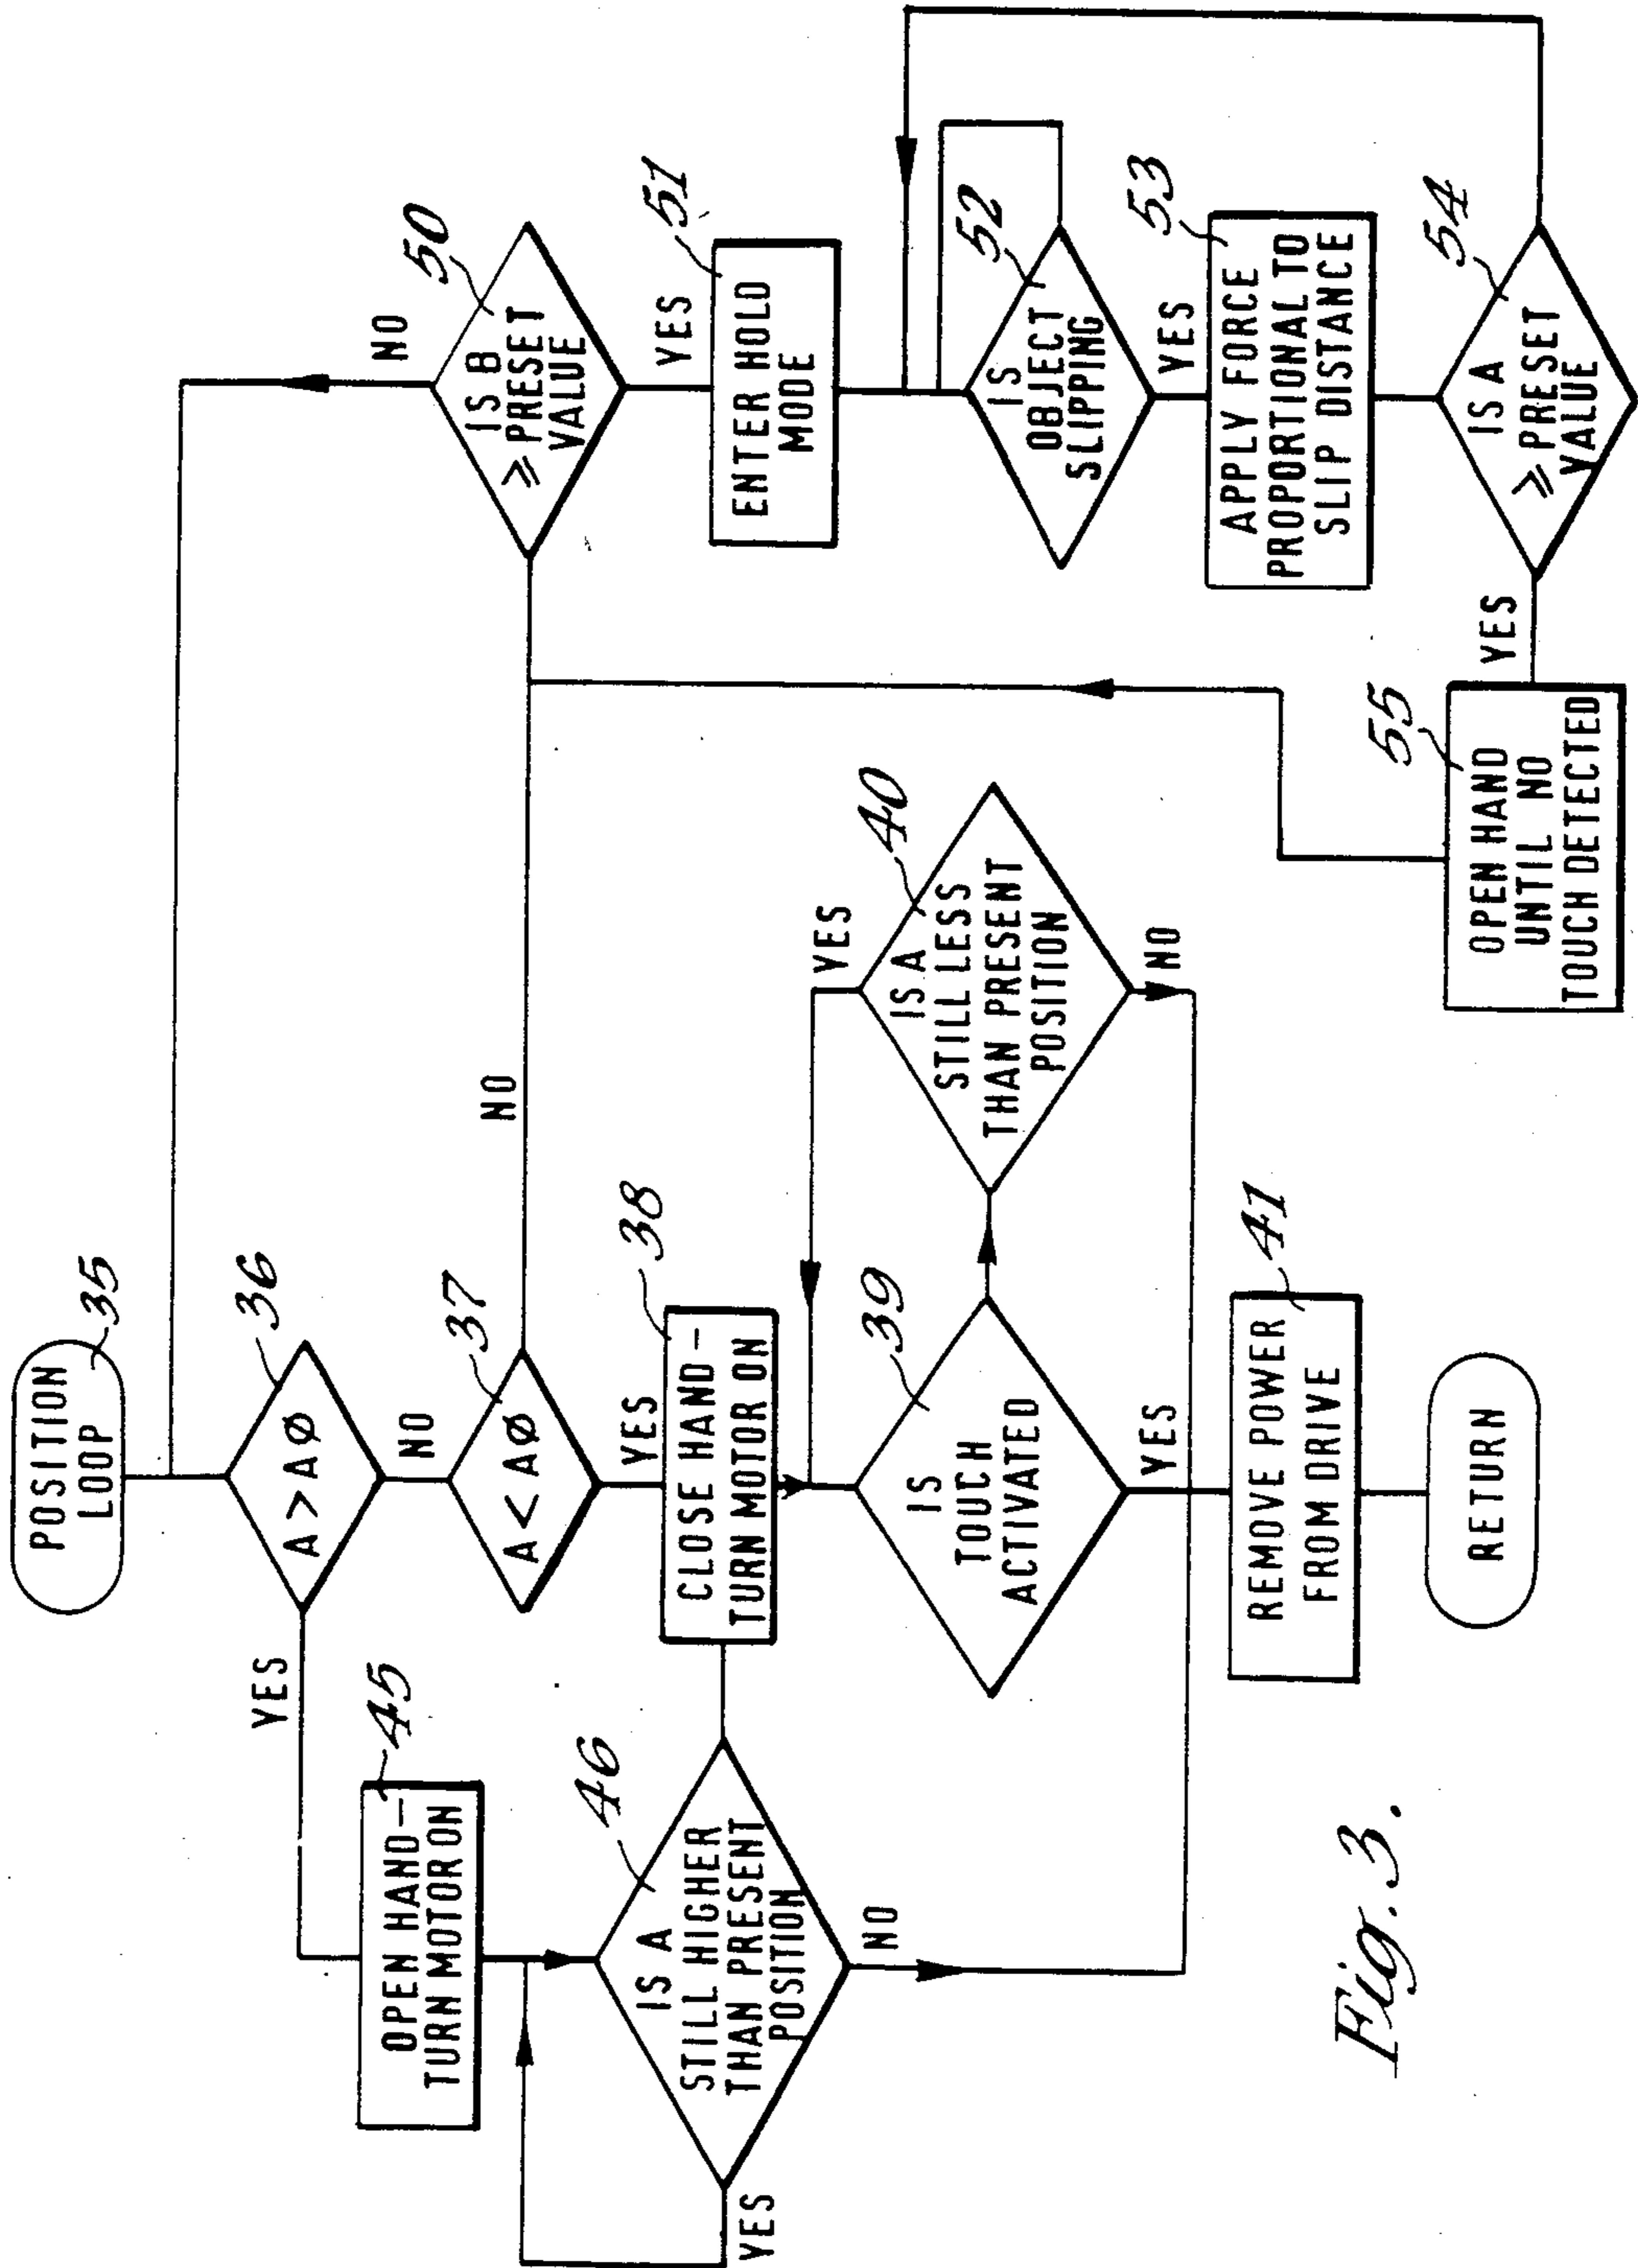 POSITION
LOOP
35
36
A > A Ø
YES
NO
37
A < A Ø
NO
YES
45
OPEN HAND–
TURN MOTOR ON
46
IS A
STILL HIGHER
THAN PRESENT
POSITION
YES
NO
38
CLOSE HAND–
TURN MOTOR ON
39
IS
TOUCH
ACTIVATED
YES
40
IS A
STILL LESS
THAN PRESENT
POSITION
YES
NO
41
REMOVE POWER
FROM DRIVE
RETURN
50
IS B
≥ PRESET
VALUE
NO
YES
51
ENTER HOLD
MODE
52
IS
OBJECT
SLIPPING
YES
53
APPLY FORCE
PROPORTIONAL TO
SLIP DISTANCE
54
IS A
≥ PRESET
VALUE
YES
55
OPEN HAND
UNTIL NO
TOUCH DETECTED
Fig. 3.